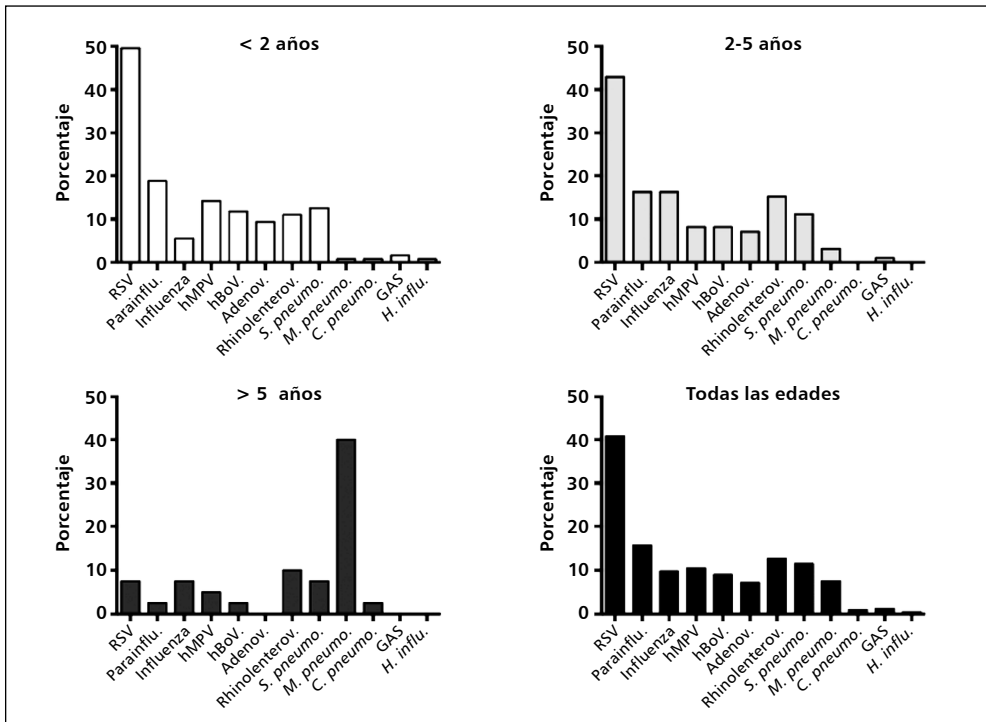 < 2 años
Porcentaje
50
40
30
20
10
0
RSV
Parainflu.
Influenza
hMPV
hBoV.
Adenov.
Rhinolenterov.
S. pneumo.
M. pneumo.
C. pneumo.
GAS
H. influ.
2-5 años
Porcentaje
50
40
30
20
10
0
RSV
Parainflu.
Influenza
hMPV
hBoV.
Adenov.
Rhinolenterov.
S. pneumo.
M. pneumo.
C. pneumo.
GAS
H. influ.
> 5 años
Porcentaje
50
40
30
20
10
0
RSV
Parainflu.
Influenza
hMPV
hBoV.
Adenov.
Rhinolenterov.
S. pneumo.
M. pneumo.
C. pneumo.
GAS
H. influ.
Todas las edades
Porcentaje
50
40
30
20
10
0
RSV
Parainflu.
Influenza
hMPV
hBoV.
Adenov.
Rhinolenterov.
S. pneumo.
M. pneumo.
C. pneumo.
GAS
H. influ.